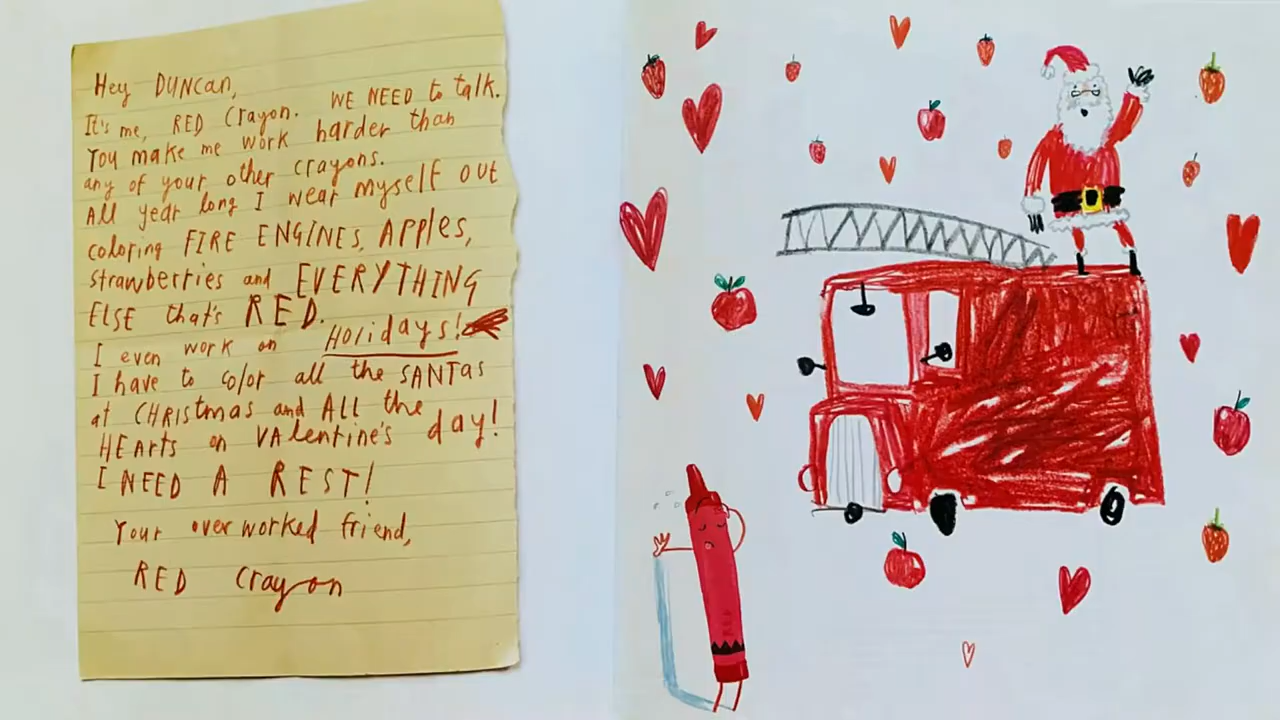 Hey DUNCAN,
It's me, RED Crayon. WE NEED to talk.
You make me work harder than
any of your other crayons.
All year long I wear myself out
coloring FIRE ENGINES, APPles,
strawberries and EVERYTHING
ELSE that's RED.
I even work on Holidays!
I have to color all the SANTAs
at CHRistmas and All the
HEArts on VAlentine's day!
I NEED A REST!
Your overworked friend,
RED Crayon